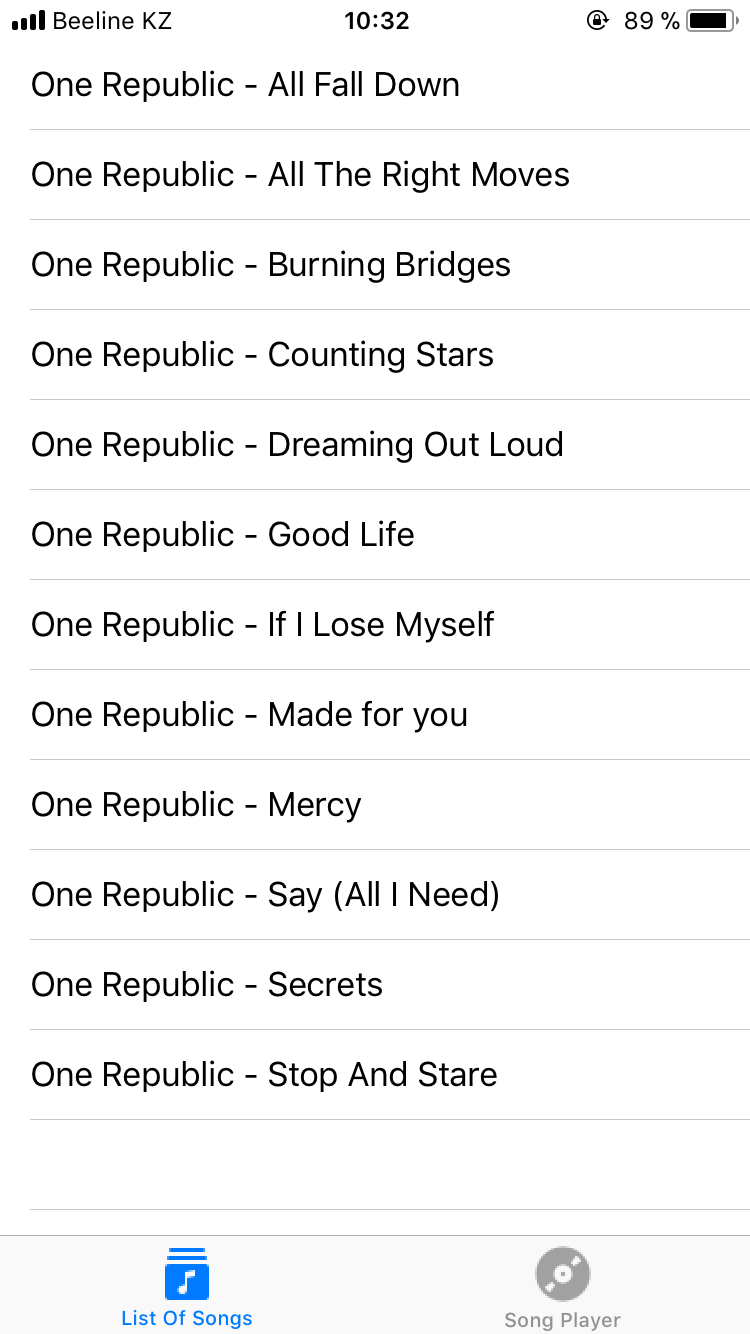 Beeline KZ 10:32 89 %
One Republic - All Fall Down
One Republic - All The Right Moves
One Republic - Burning Bridges
One Republic - Counting Stars
One Republic - Dreaming Out Loud
One Republic - Good Life
One Republic - If I Lose Myself
One Republic - Made for you
One Republic - Mercy
One Republic - Say (All I Need)
One Republic - Secrets
One Republic - Stop And Stare
List Of Songs
Song Player